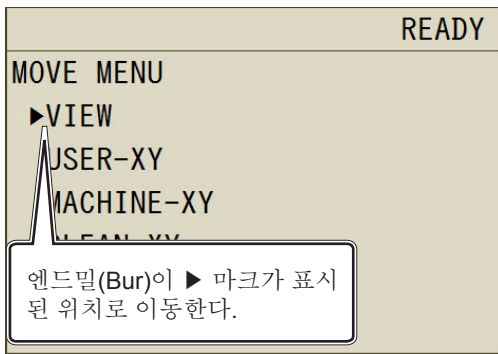 READY
MOVE MENU
▶VIEW
USER-XY
MACHINE-XY
엔드밀(Bur)이 ▶ 마크가 표시
된 위치로 이동한다.